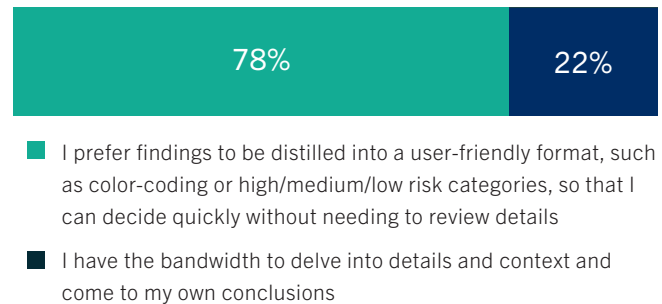 78%
22%
I prefer findings to be distilled into a user-friendly format, such
as color-coding or high/medium/low risk categories, so that I
can decide quickly without needing to review details
I have the bandwidth to delve into details and context and
come to my own conclusions